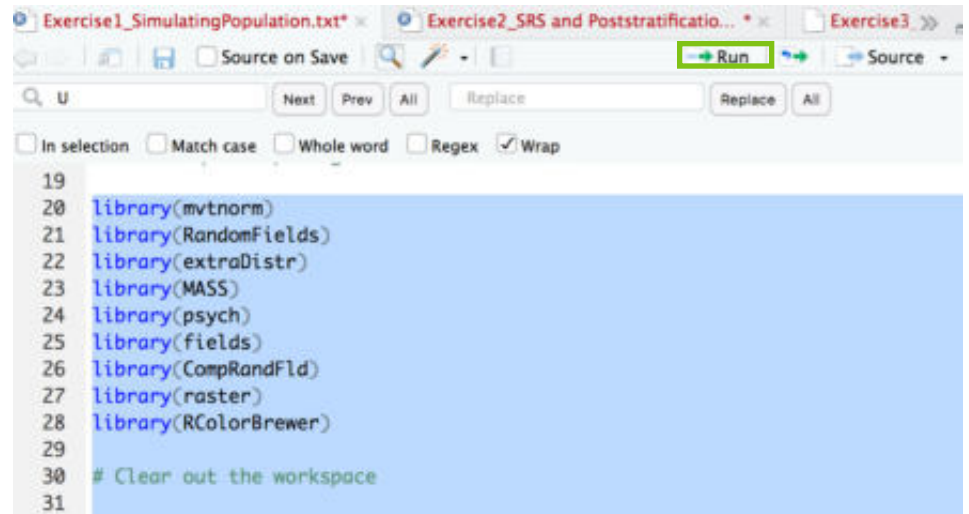 Exercise1_SimulatingPopulation.txt* Exercise2_SRS and Poststratificatio... * Exercise3_
Source on Save Run Source
U Next Prev All Replace Replace All
In selection Match case Whole word Regex Wrap
19
20 library(mvtnorm)
21 library(RandomFields)
22 library(extraDistr)
23 library(MASS)
24 library(psych)
25 library(fields)
26 library(CompRandFld)
27 library(raster)
28 library(RColorBrewer)
29
30 # Clear out the workspace
31